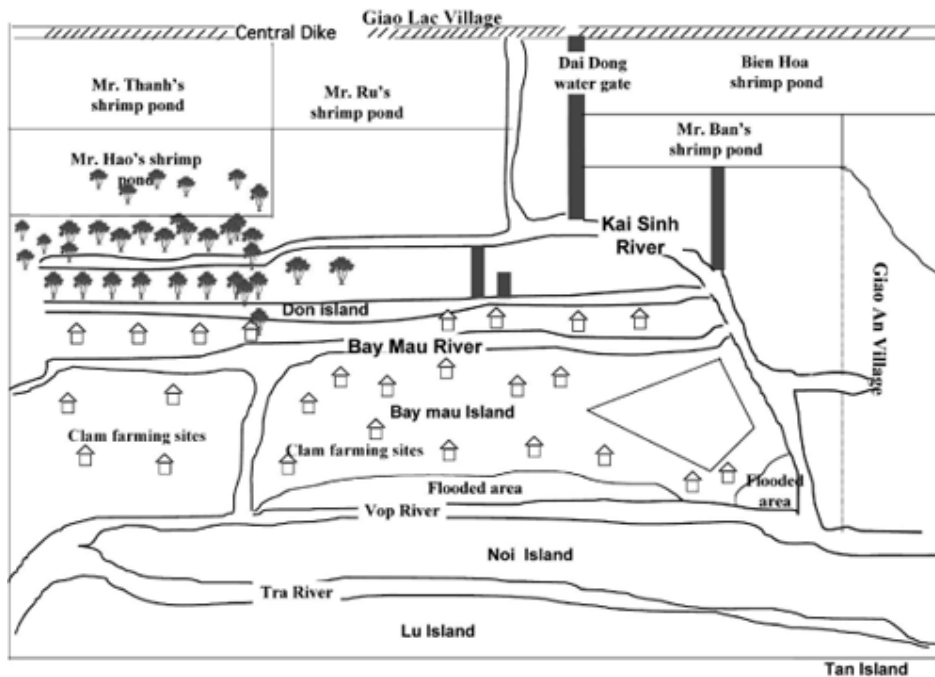 Giao Lac Village
Central Dike
Mr. Thanh's
shrimp pond
Mr. Ru's
shrimp pond
Dai Dong
water gate
Bien Hoa
shrimp pond
Mr. Ban's
shrimp pond
Mr. Hao's shrimp
pond
Kai Sinh
River
Giao An Village
Don island
Bay Mau River
Bay mau Island
Clam farming sites
Clam farming sites
Flooded area
Flooded
area
Vop River
Noi Island
Tra River
Lu Island
Tan Island